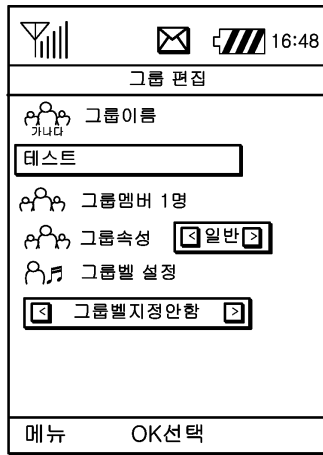 16:48
그룹 편집
가나다 그룹이름
테스트
그룹멤버 1명
그룹속성 < 일반 >
그룹벨 설정
< 그룹벨지정안함 >
메뉴 OK선택